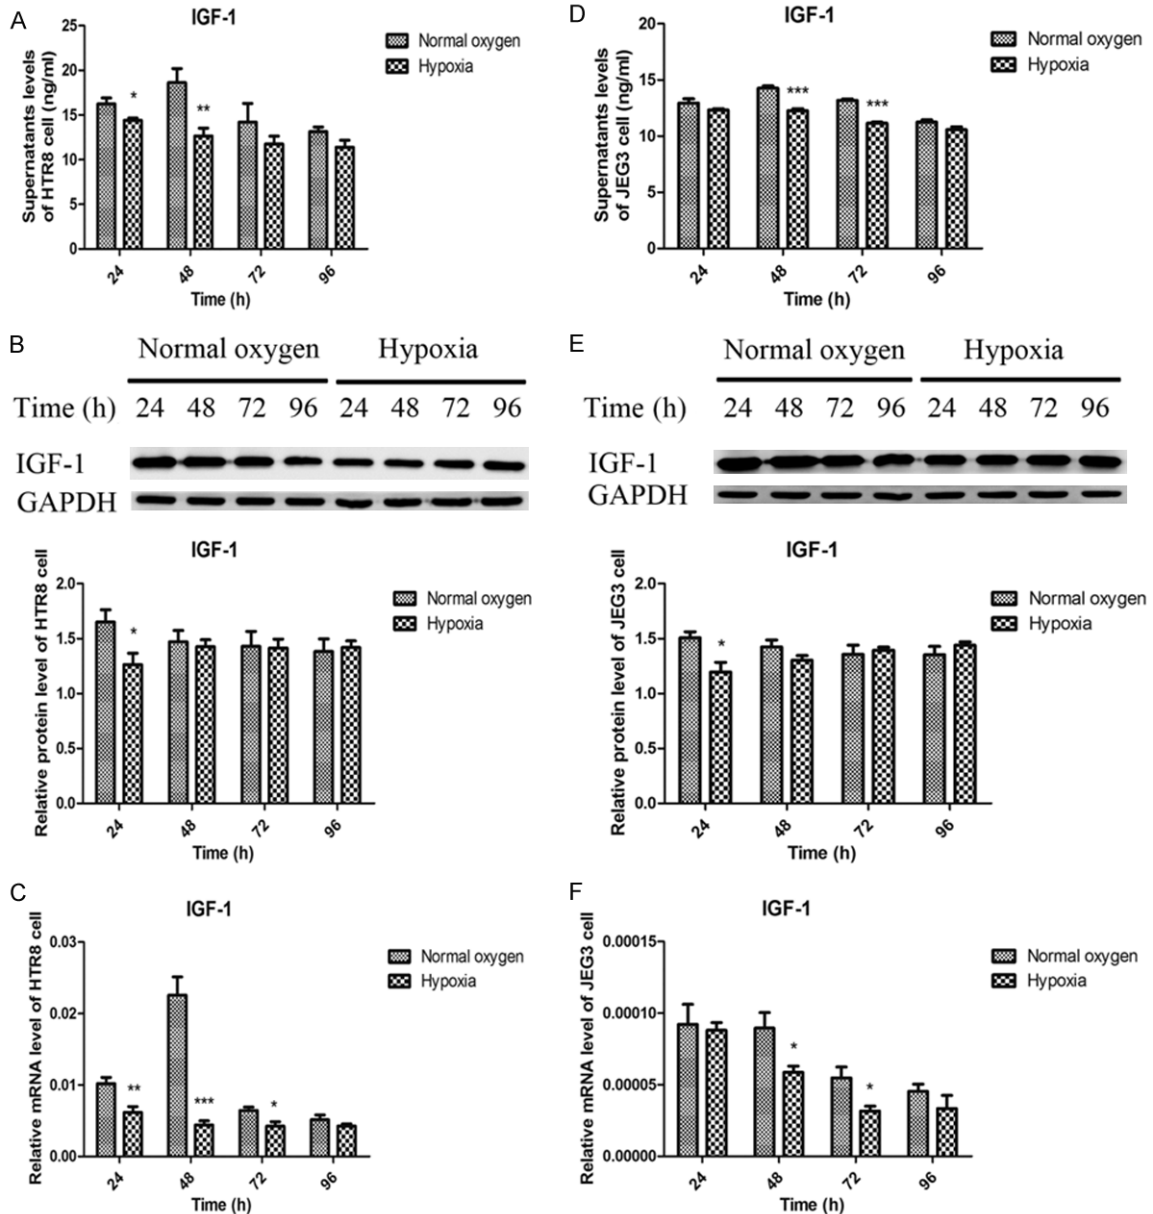 A
IGF-1
Supernatants levels
of HTR8 cell (ng/ml)
25
20
15
10
5
0
*
**
Normal oxygen
Hypoxia
24 48 72 96
Time (h)
D
IGF-1
Supernatants levels
of JEG3 cell (ng/ml)
20
15
10
5
0
***
***
Normal oxygen
Hypoxia
24 48 72 96
Time (h)
B
Normal oxygen Hypoxia
Time (h) 24 48 72 96 24 48 72 96
IGF-1
GAPDH
IGF-1
Relative protein level of HTR8 cell
2.0
1.5
1.0
0.5
0.0
*
Normal oxygen
Hypoxia
24 48 72 96
Time (h)
E
Normal oxygen Hypoxia
Time (h) 24 48 72 96 24 48 72 96
IGF-1
GAPDH
IGF-1
Relative protein level of JEG3 cell
2.0
1.5
1.0
0.5
0.0
*
Normal oxygen
Hypoxia
24 48 72 96
Time (h)
C
IGF-1
Relative mRNA level of HTR8 cell
0.03
0.02
0.01
0.00
**
***
*
Normal oxygen
Hypoxia
24 48 72 96
Time (h)
F
IGF-1
Relative mRNA level of JEG3 cell
0.00015
0.00010
0.00005
0.00000
*
*
Normal oxygen
Hypoxia
24 48 72 96
Time (h)